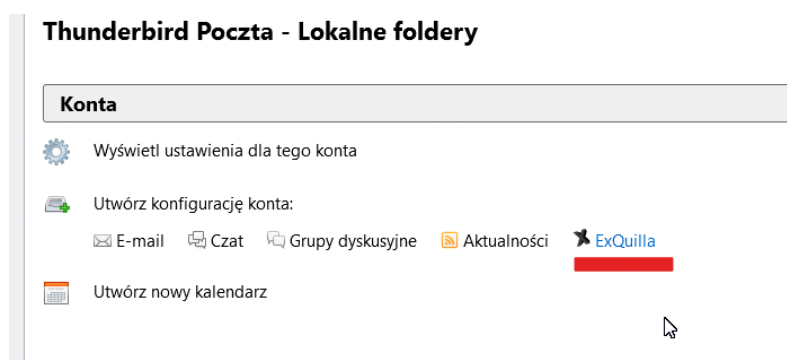 Thunderbird Poczta - Lokalne foldery
Konta
Wyświetl ustawienia dla tego konta
Utwórz konfigurację konta:
E-mail Czat Grupy dyskusyjne Aktualności ExQuilla
Utwórz nowy kalendarz